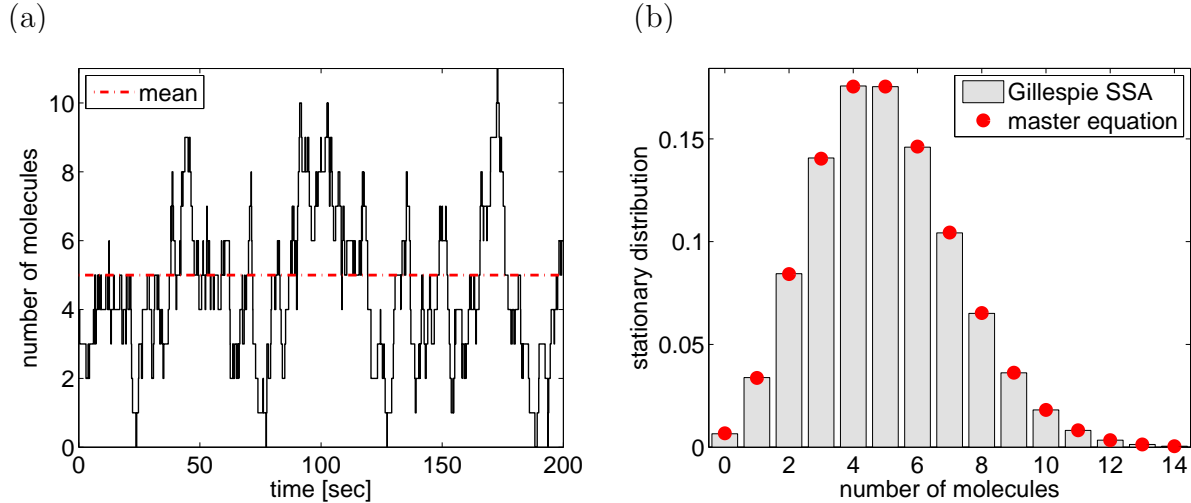 (a)
mean
number of molecules
10
8
6
4
2
0
0 50 100 150 200
time [sec]
(b)
Gillespie SSA
master equation
stationary distribution
0.15
0.1
0.05
0
0 2 4 6 8 10 12 14
number of molecules